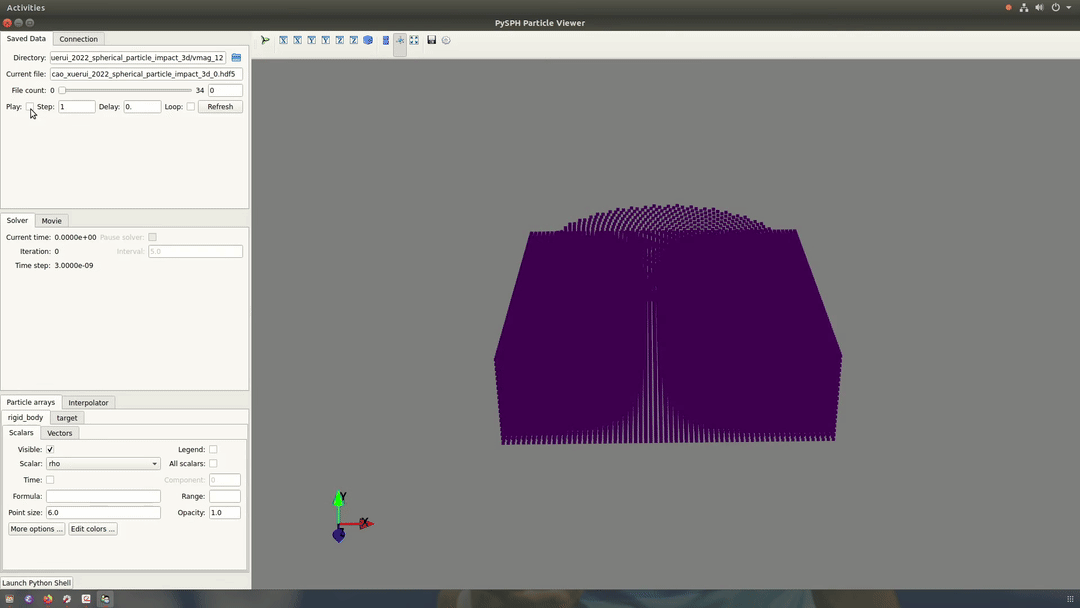 Activities
PySPH Particle Viewer
Saved Data Connection
Directory: uerui_2022_spherical_particle_impact_3d/vmag_12
Current file: cao_xuerui_2022_spherical_particle_impact_3d_0.hdf5
File count: 0 34 0
Play: Step: 1 Delay: 0. Loop: Refresh
Solver Movie
Current time: 0.0000e+00 Pause solver:
Iteration: 0 Interval: 5.0
Time step: 3.0000e-09
Particle arrays Interpolator
rigid_body target
Scalars Vectors
Visible: Legend:
Scalar: rho All scalars:
Time: Component: 0
Formula: Range:
Point size: 6.0 Opacity: 1.0
More options ... Edit colors ...
Launch Python Shell
X X Y Y Z Z
Y
X